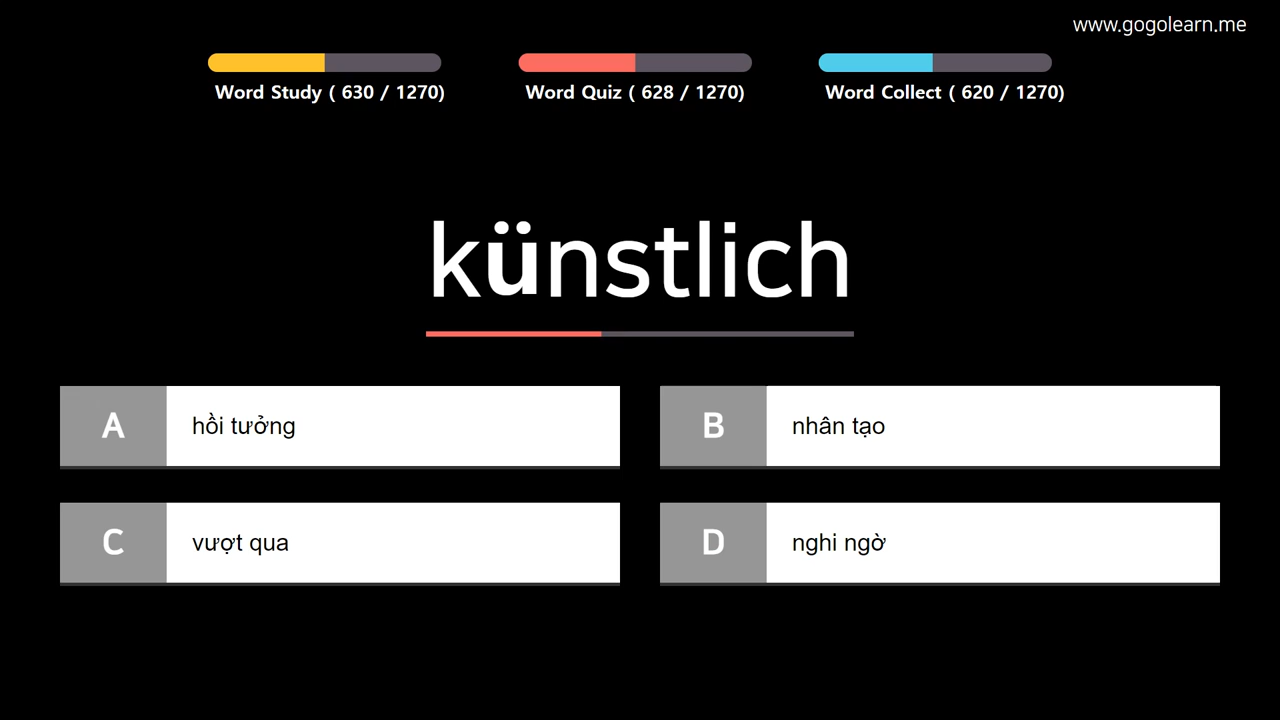 www.gogolearn.me
Word Study ( 630 / 1270)
Word Quiz ( 628 / 1270)
Word Collect ( 620 / 1270)
künstlich
A hồi tưởng
B nhân tạo
C vượt qua
D nghi ngờ